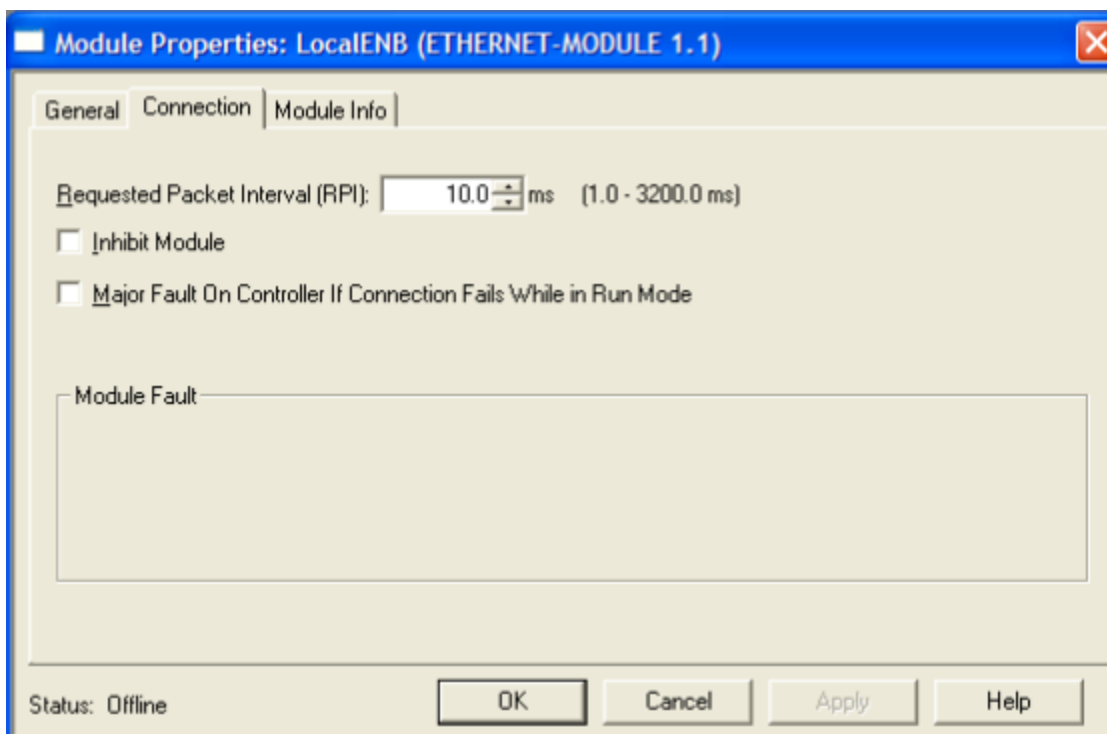 Module Properties: LocalENB (ETHERNET-MODULE 1.1)
General Connection Module Info
Requested Packet Interval (RPI): 10.0 ms (1.0 - 3200.0 ms)
Inhibit Module
Major Fault On Controller If Connection Fails While in Run Mode
Module Fault
Status: Offline OK Cancel Apply Help